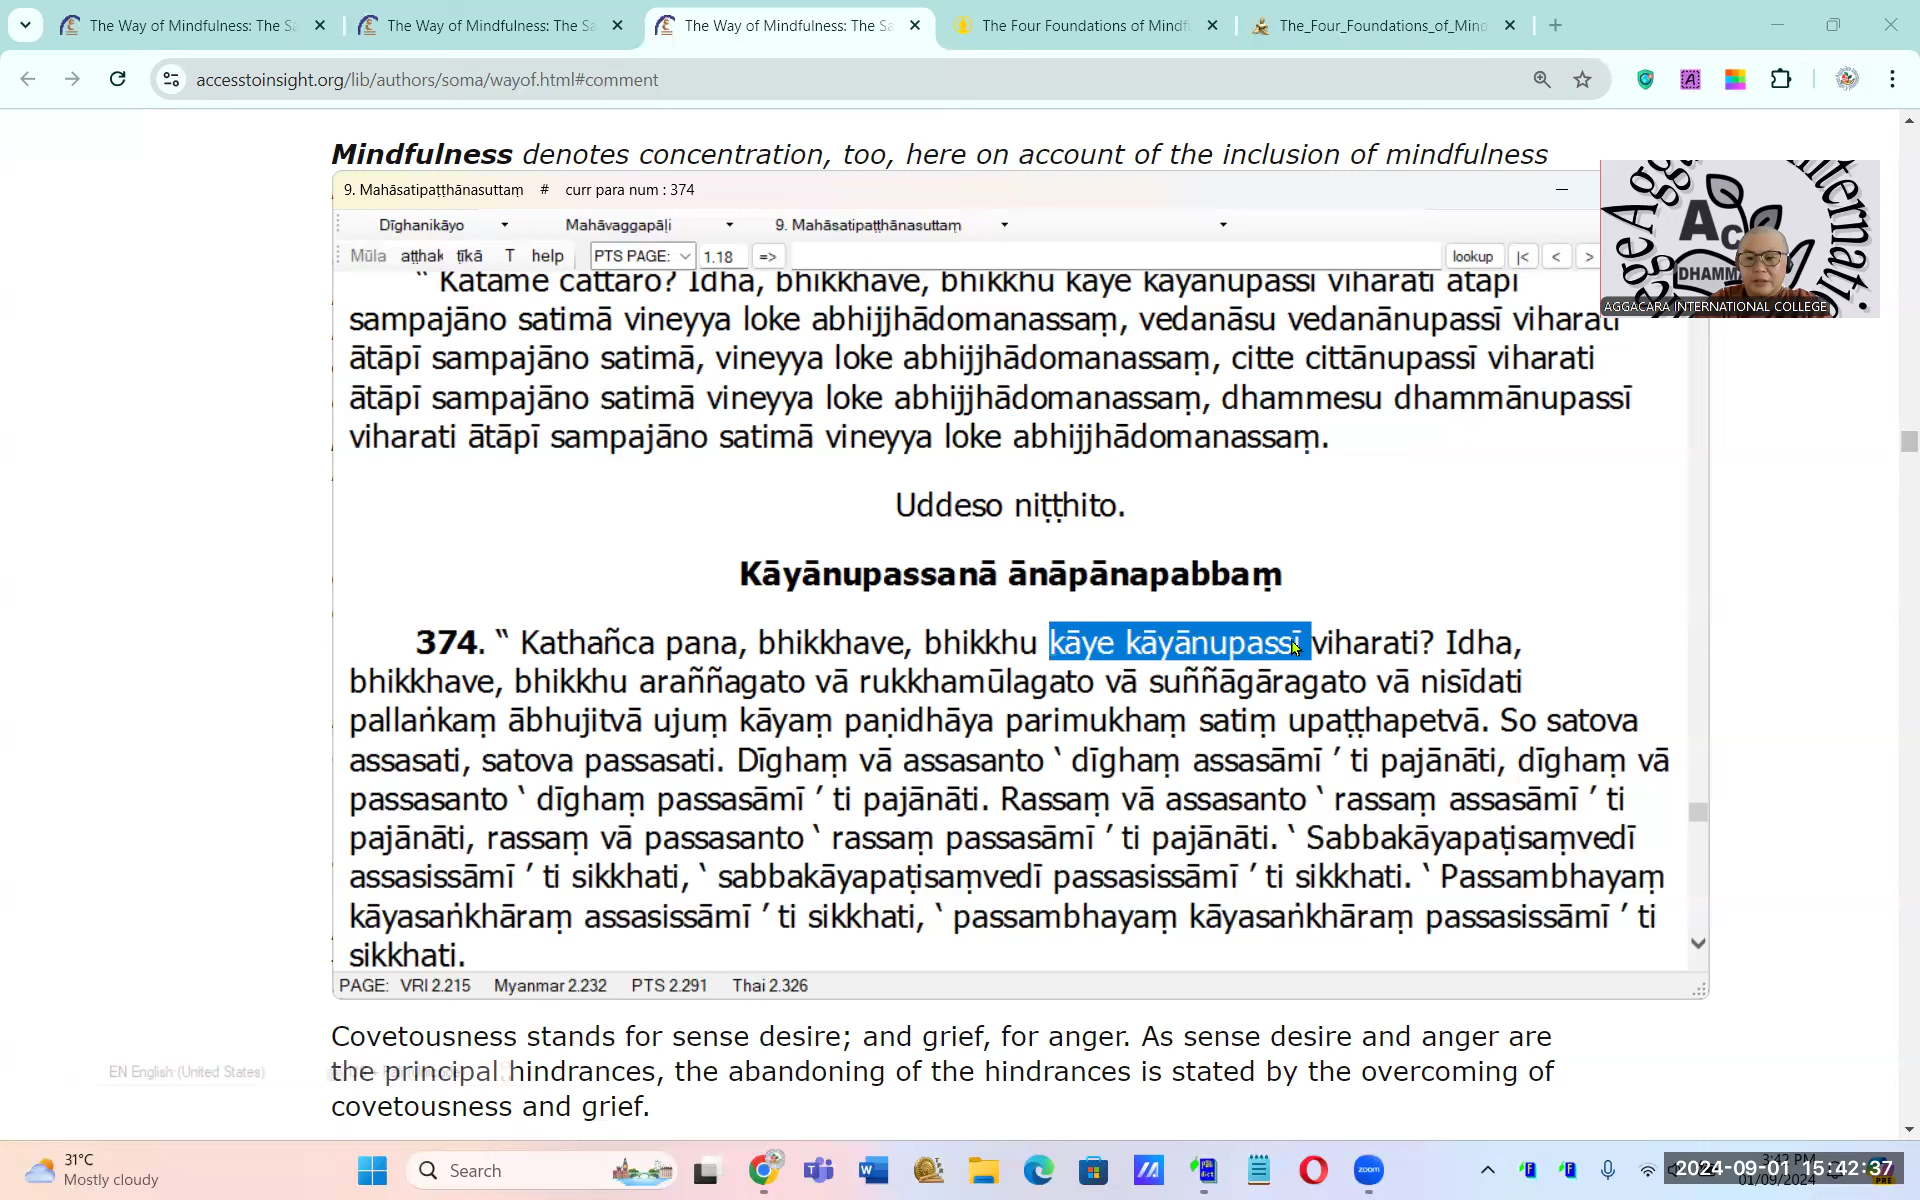 The Way of Mindfulness: The Sa
The Way of Mindfulness: The Sa
The Way of Mindfulness: The Sa
The Four Foundations of Mindf
The_Four_Foundations_of_Mind
accesstoinsight.org/lib/authors/soma/wayof.html#comment
Mindfulness denotes concentration, too, here on account of the inclusion of mindfulness
9. Mahāsatipaṭṭhānasuttaṃ # curr para num : 374
Dīghanikāyo Mahāvaggapāḷi 9. Mahāsatipaṭṭhānasuttaṃ
Mūla aṭṭhak ṭīkā T help PTS PAGE: 1.18 => lookup |< < >
“ Katame cattāro? Idha, bhikkhave, bhikkhu kāye kāyānupassī viharati ātāpī
sampajāno satimā vineyya loke abhijjhādomanassaṃ, vedanāsu vedanānupassī viharati
ātāpī sampajāno satimā, vineyya loke abhijjhādomanassaṃ, citte cittānupassī viharati
ātāpī sampajāno satimā vineyya loke abhijjhādomanassaṃ, dhammesu dhammānupassī
viharati ātāpī sampajāno satimā vineyya loke abhijjhādomanassaṃ.
Uddeso niṭṭhito.
Kāyānupassanā ānāpānapabbaṃ
374. “ Kathañca pana, bhikkhave, bhikkhu kāye kāyānupassī viharati? Idha,
bhikkhave, bhikkhu araññagato vā rukkhamūlagato vā suññāgāragato vā nisīdati
pallaṅkaṃ ābhujitvā ujuṃ kāyaṃ paṇidhāya parimukhaṃ satiṃ upaṭṭhapetvā. So satova
assasati, satova passasati. Dīghaṃ vā assasanto ‘ dīghaṃ assasāmī ’ ti pajānāti, dīghaṃ vā
passasanto ‘ dīghaṃ passasāmī ’ ti pajānāti. Rassaṃ vā assasanto ‘ rassaṃ assasāmī ’ ti
pajānāti, rassaṃ vā passasanto ‘ rassaṃ passasāmī ’ ti pajānāti. ‘ Sabbakāyapaṭisaṃvedī
assasissāmī ’ ti sikkhati, ‘ sabbakāyapaṭisaṃvedī passasissāmī ’ ti sikkhati. ‘ Passambhayaṃ
kāyasaṅkhāraṃ assasissāmī ’ ti sikkhati, ‘ passambhayaṃ kāyasaṅkhāraṃ passasissāmī ’ ti
sikkhati.
PAGE: VRI 2.215 Myanmar 2.232 PTS 2.291 Thai 2.326
AC
DHAMMA
AGGACARA INTERNATIONAL COLLEGE
Covetousness stands for sense desire; and grief, for anger. As sense desire and anger are
the principal hindrances, the abandoning of the hindrances is stated by the overcoming of
covetousness and grief.
EN English (United States)
31°C
Mostly cloudy
Search
zoom
2024-09-01 15:42:37
01/09/2024